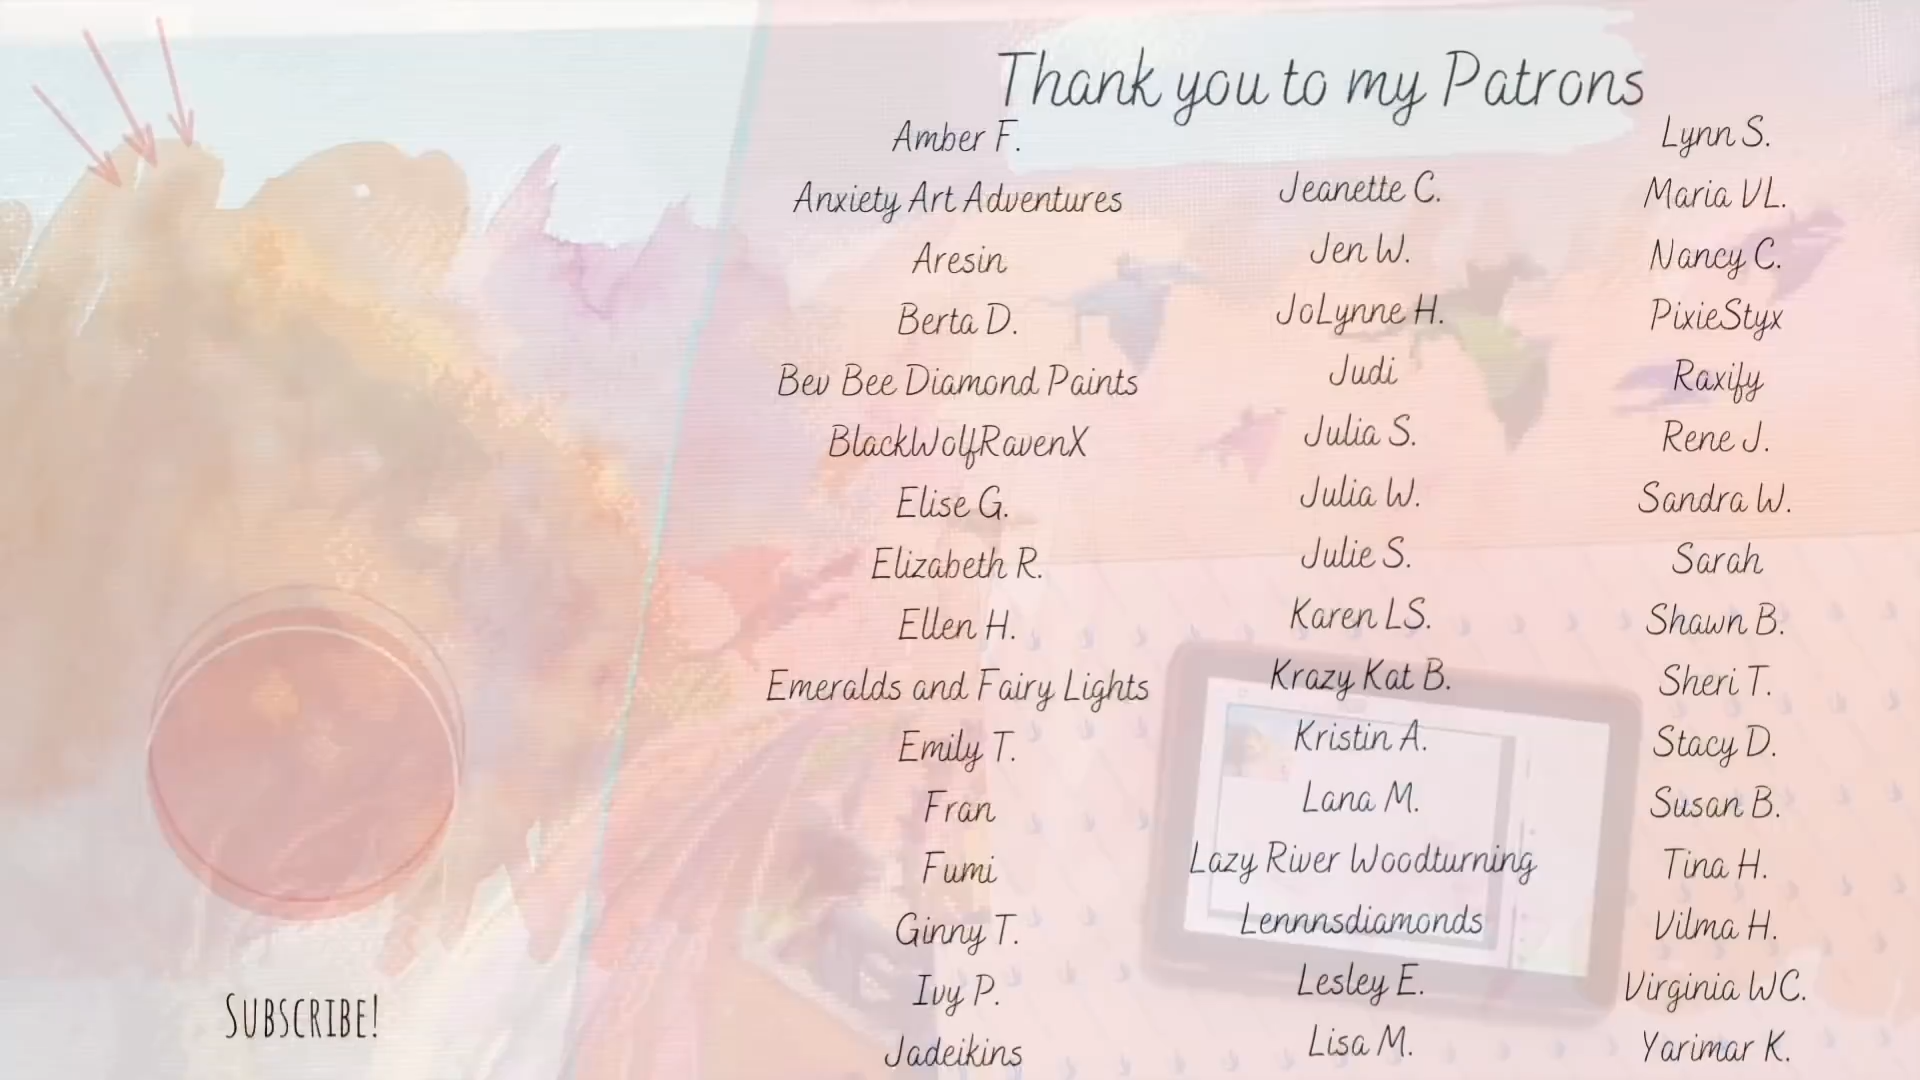 Thank you to my Patrons
Amber F.
Anxiety Art Adventures
Aresin
Berta D.
Bev Bee Diamond Paints
BlackWolfRavenX
Elise G.
Elizabeth R.
Ellen H.
Emeralds and Fairy Lights
Emily T.
Fran
Fumi
Ginny T.
Ivy P.
Jadeikins
Jeanette C.
Jen W.
JoLynne H.
Judi
Julia S.
Julia W.
Julie S.
Karen LS.
Krazy Kat B.
Kristin A.
Lana M.
Lazy River Woodturning
Lennnsdiamonds
Lesley E.
Lisa M.
Lynn S.
Maria VL.
Nancy C.
PixieStyx
Raxify
Rene J.
Sandra W.
Sarah
Shawn B.
Sheri T.
Stacy D.
Susan B.
Tina H.
Vilma H.
Virginia WC.
Yarimar K.
SUBSCRIBE!